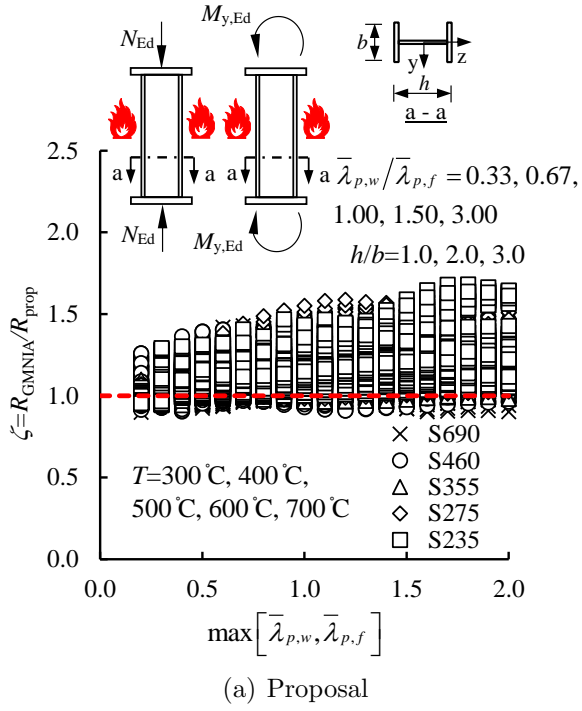 N_Ed
M_y,Ed
b
y
z
h
a - a
a a a a
N_Ed
M_y,Ed
λ̅_p,w/λ̅_p,f = 0.33, 0.67,
1.00, 1.50, 3.00
h/b=1.0, 2.0, 3.0
2.5
2.0
1.5
1.0
0.5
0.0
ζ=R_GMNIA/R_prop
T=300℃, 400℃,
500℃, 600℃, 700℃
S690
S460
S355
S275
S235
0.0 0.5 1.0 1.5 2.0
max[λ̅_p,w, λ̅_p,f]
(a) Proposal